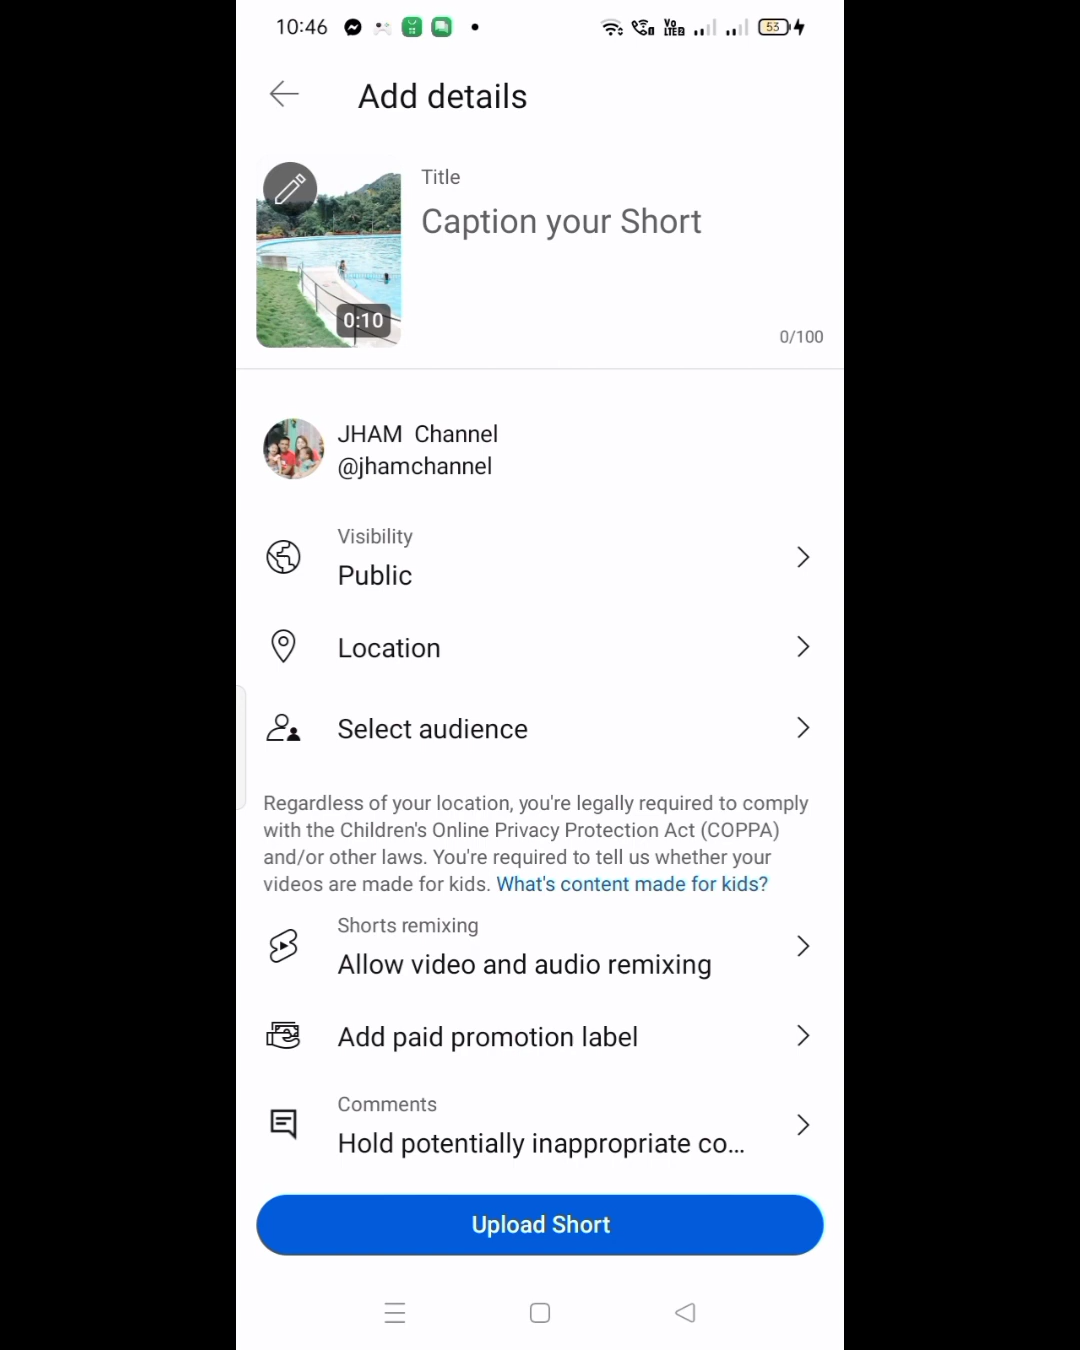 10:46
Vo
LTE2
53
Add details
Title
Caption your Short
0:10
0/100
JHAM Channel
@jhamchannel
Visibility
Public
Location
Select audience
Regardless of your location, you're legally required to comply
with the Children's Online Privacy Protection Act (COPPA)
and/or other laws. You're required to tell us whether your
videos are made for kids. What's content made for kids?
Shorts remixing
Allow video and audio remixing
Add paid promotion label
Comments
Hold potentially inappropriate co...
Upload Short